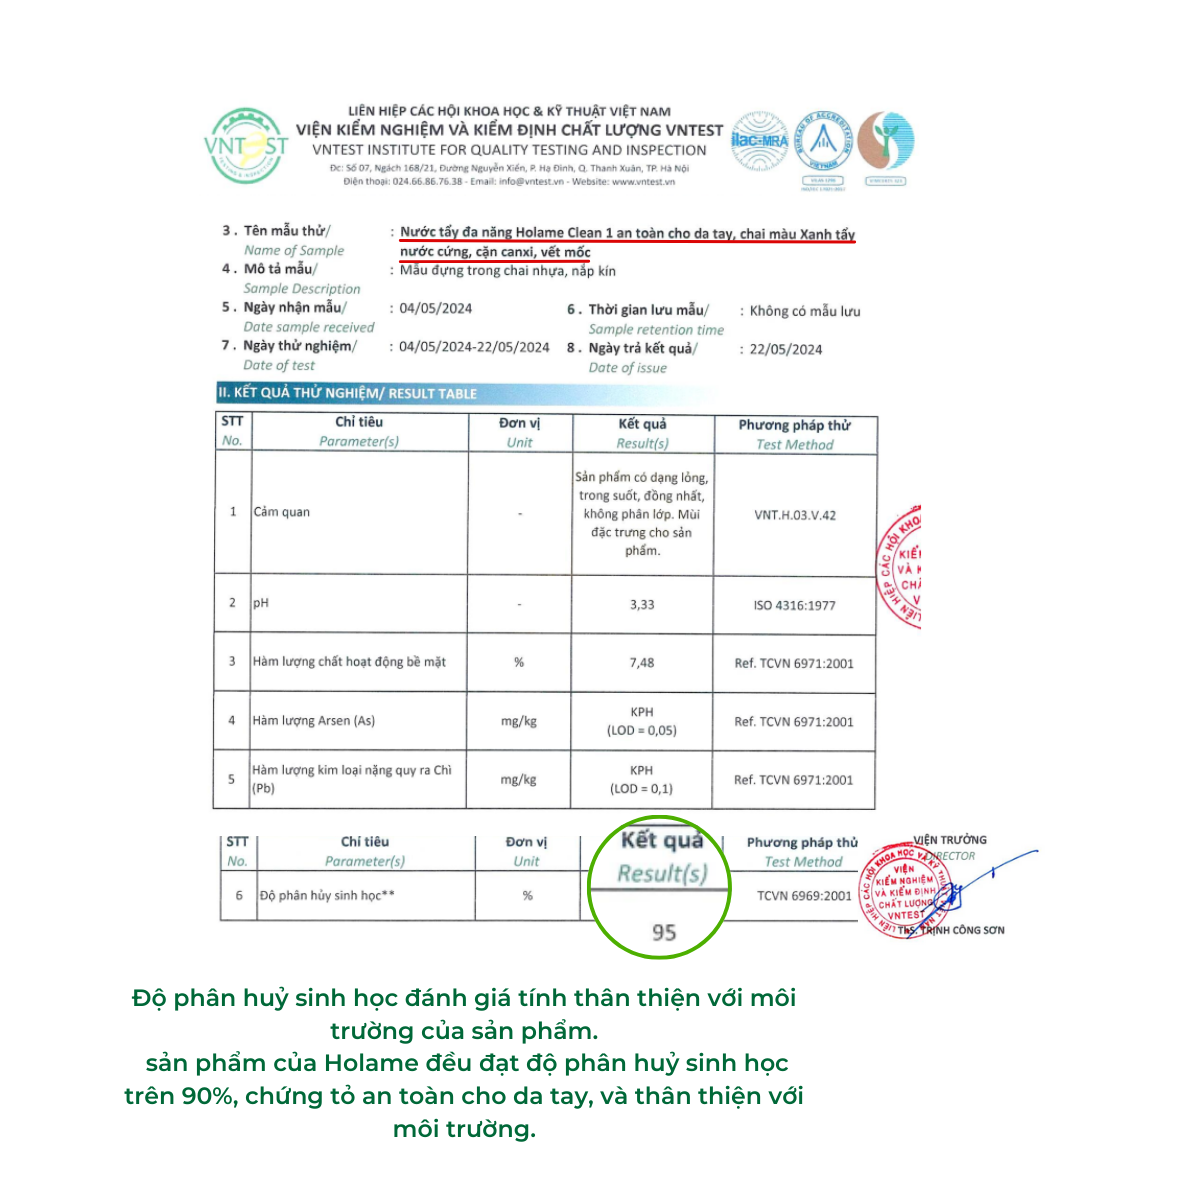 VNTEST
TESTING & INSPECTION
LIÊN HIỆP CÁC HỘI KHOA HỌC & KỸ THUẬT VIỆT NAM
VIỆN KIỂM NGHIỆM VÀ KIỂM ĐỊNH CHẤT LƯỢNG VNTEST
VNTEST INSTITUTE FOR QUALITY TESTING AND INSPECTION
Đc: Số 07, Ngách 168/21, Đường Nguyễn Xiển, P. Hạ Đình, Q. Thanh Xuân, TP. Hà Nội
Điện thoại: 024.66.86.76.38 - Email: info@vntest.vn - Website: www.vntest.vn
ilac-MRA
BUREAU OF ACCREDITATION
VIETNAM
3 . Tên mẫu thử/ : Nước tẩy đa năng Holame Clean 1 an toàn cho da tay, chai màu Xanh tẩy
Name of Sample nước cứng, cặn canxi, vết mốc
4 . Mô tả mẫu/ : Mẫu đựng trong chai nhựa, nắp kín
Sample Description
5 . Ngày nhận mẫu/ : 04/05/2024 6 . Thời gian lưu mẫu/ : Không có mẫu lưu
Date sample received Sample retention time
7 . Ngày thử nghiệm/ : 04/05/2024-22/05/2024 8 . Ngày trả kết quả/ : 22/05/2024
Date of test Date of issue
II. KẾT QUẢ THỬ NGHIỆM/ RESULT TABLE
STT Chỉ tiêu Đơn vị Kết quả Phương pháp thử
No. Parameter(s) Unit Result(s) Test Method
1 Cảm quan - Sản phẩm có dạng lỏng,
trong suốt, đồng nhất,
không phân lớp. Mùi
đặc trưng cho sản
phẩm.
VNT.H.03.V.42
2 pH - 3,33 ISO 4316:1977
3 Hàm lượng chất hoạt động bề mặt % 7,48 Ref. TCVN 6971:2001
4 Hàm lượng Arsen (As) mg/kg KPH
(LOD = 0,05)
Ref. TCVN 6971:2001
5 Hàm lượng kim loại nặng quy ra Chì
(Pb)
mg/kg KPH
(LOD = 0,1)
Ref. TCVN 6971:2001
LIÊN HIỆP CÁC HỘI KHOA
KIỂ
VÀ K
CH
V
STT Chỉ tiêu Đơn vị Kết quả Phương pháp thử
No. Parameter(s) Unit Result(s) Test Method
6 Độ phân hủy sinh học** % 95 TCVN 6969:2001
VIỆN TRƯỞNG
DIRECTOR
LIÊN HIỆP CÁC HỘI KHOA HỌC VÀ KỸ THUẬT VIỆT NAM
VIỆN
KIỂM NGHIỆM
VÀ KIỂM ĐỊNH
CHẤT LƯỢNG
VNTEST
ThS. TRỊNH CÔNG SƠN
Độ phân huỷ sinh học đánh giá tính thân thiện với môi
trường của sản phẩm.
sản phẩm của Holame đều đạt độ phân huỷ sinh học
trên 90%, chứng tỏ an toàn cho da tay, và thân thiện với
môi trường.